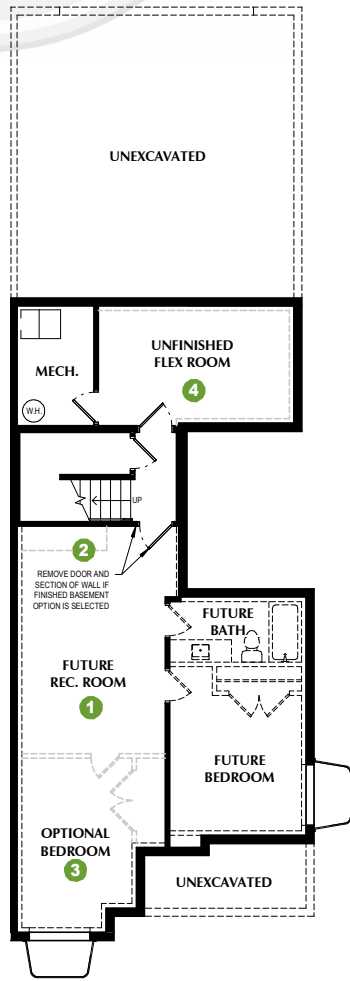 UNEXCAVATED
UNFINISHED
FLEX ROOM
MECH.
4
W.H.
UP
2
REMOVE DOOR AND
SECTION OF WALL IF
FINISHED BASEMENT
OPTION IS SELECTED
FUTURE
BATH
FUTURE
REC. ROOM
1
FUTURE
BEDROOM
OPTIONAL
BEDROOM
3
UNEXCAVATED